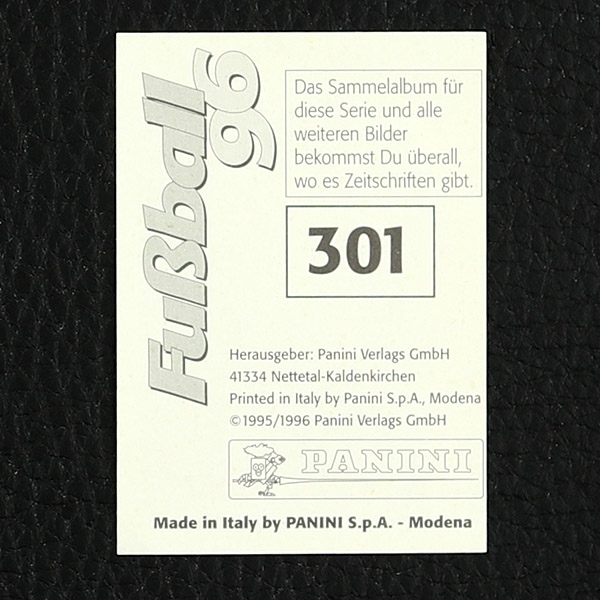 Fußball
96
Das Sammelalbum für
diese Serie und alle
weiteren Bilder
bekommst Du überall,
wo es Zeitschriften gibt.
301
Herausgeber: Panini Verlags GmbH
41334 Nettetal-Kaldenkirchen
Printed in Italy by Panini S.p.A., Modena
©1995/1996 Panini Verlags GmbH
PANINI
Made in Italy by PANINI S.p.A. - Modena